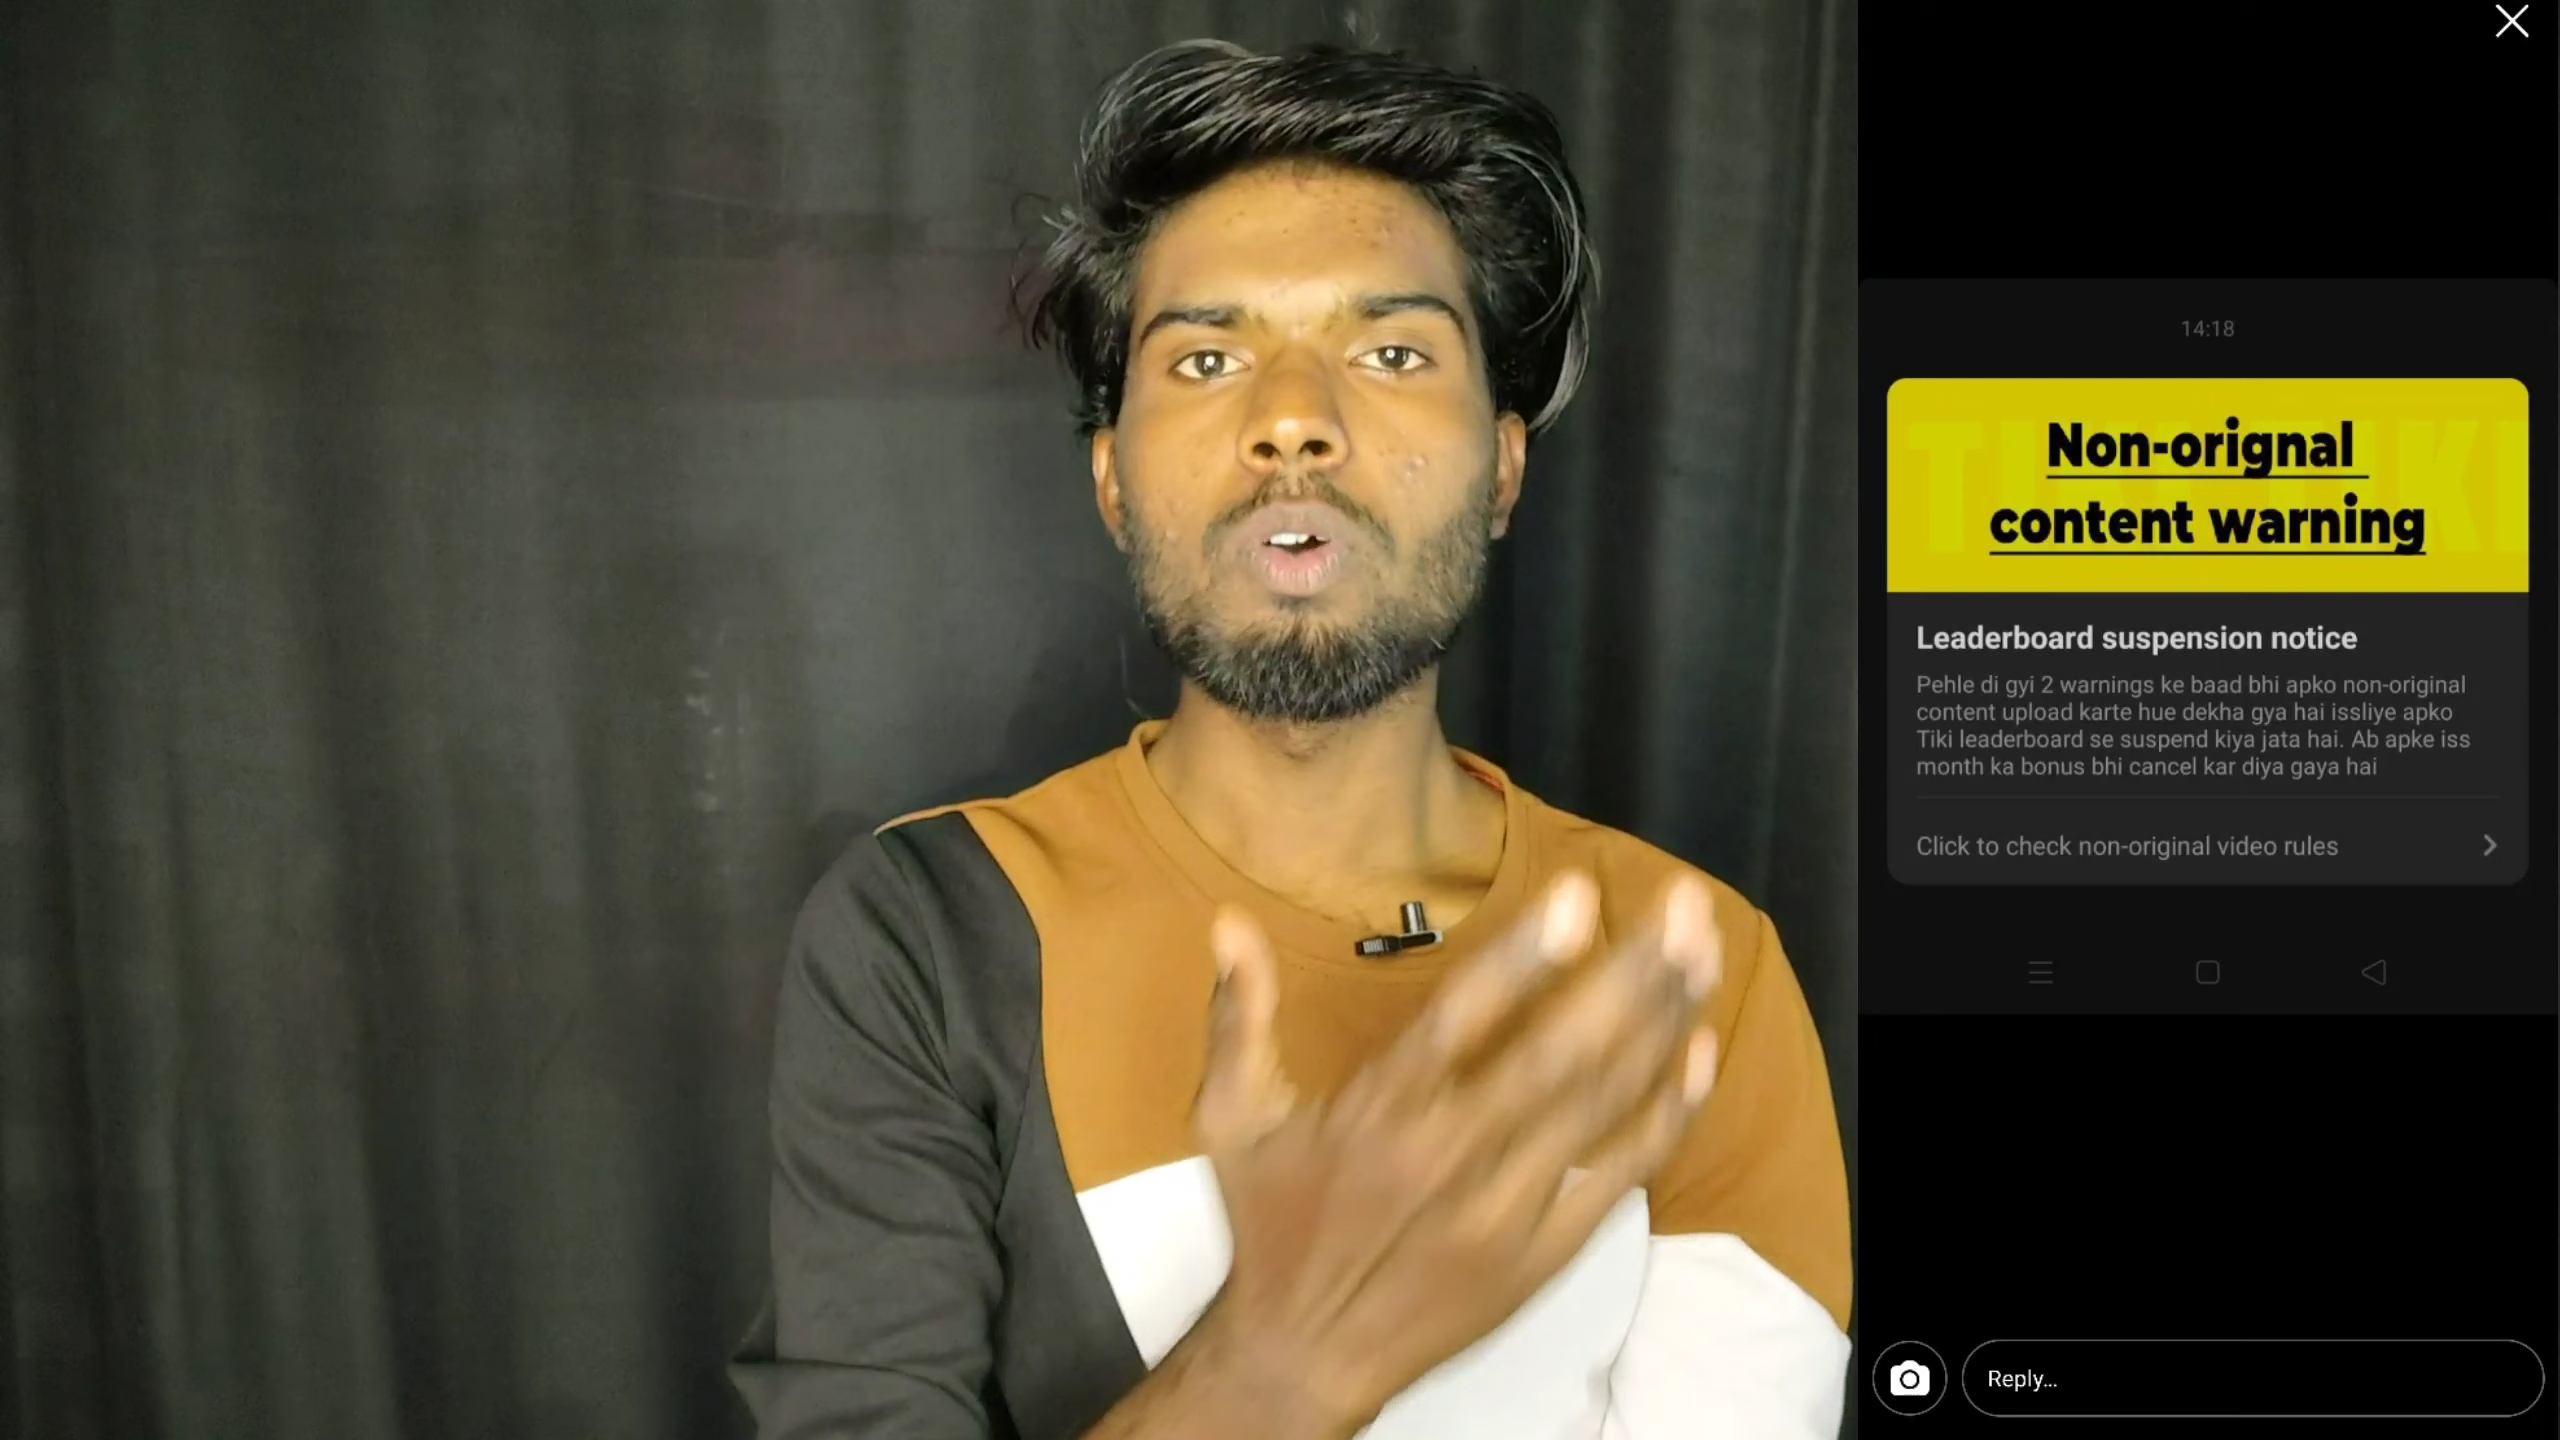 14:18
Non-orignal
content warning
Leaderboard suspension notice
Pehle di gyi 2 warnings ke baad bhi apko non-original
content upload karte hue dekha gya hai issliye apko
Tiki leaderboard se suspend kiya jata hai. Ab apke iss
month ka bonus bhi cancel kar diya gaya hai
Click to check non-original video rules
Reply...